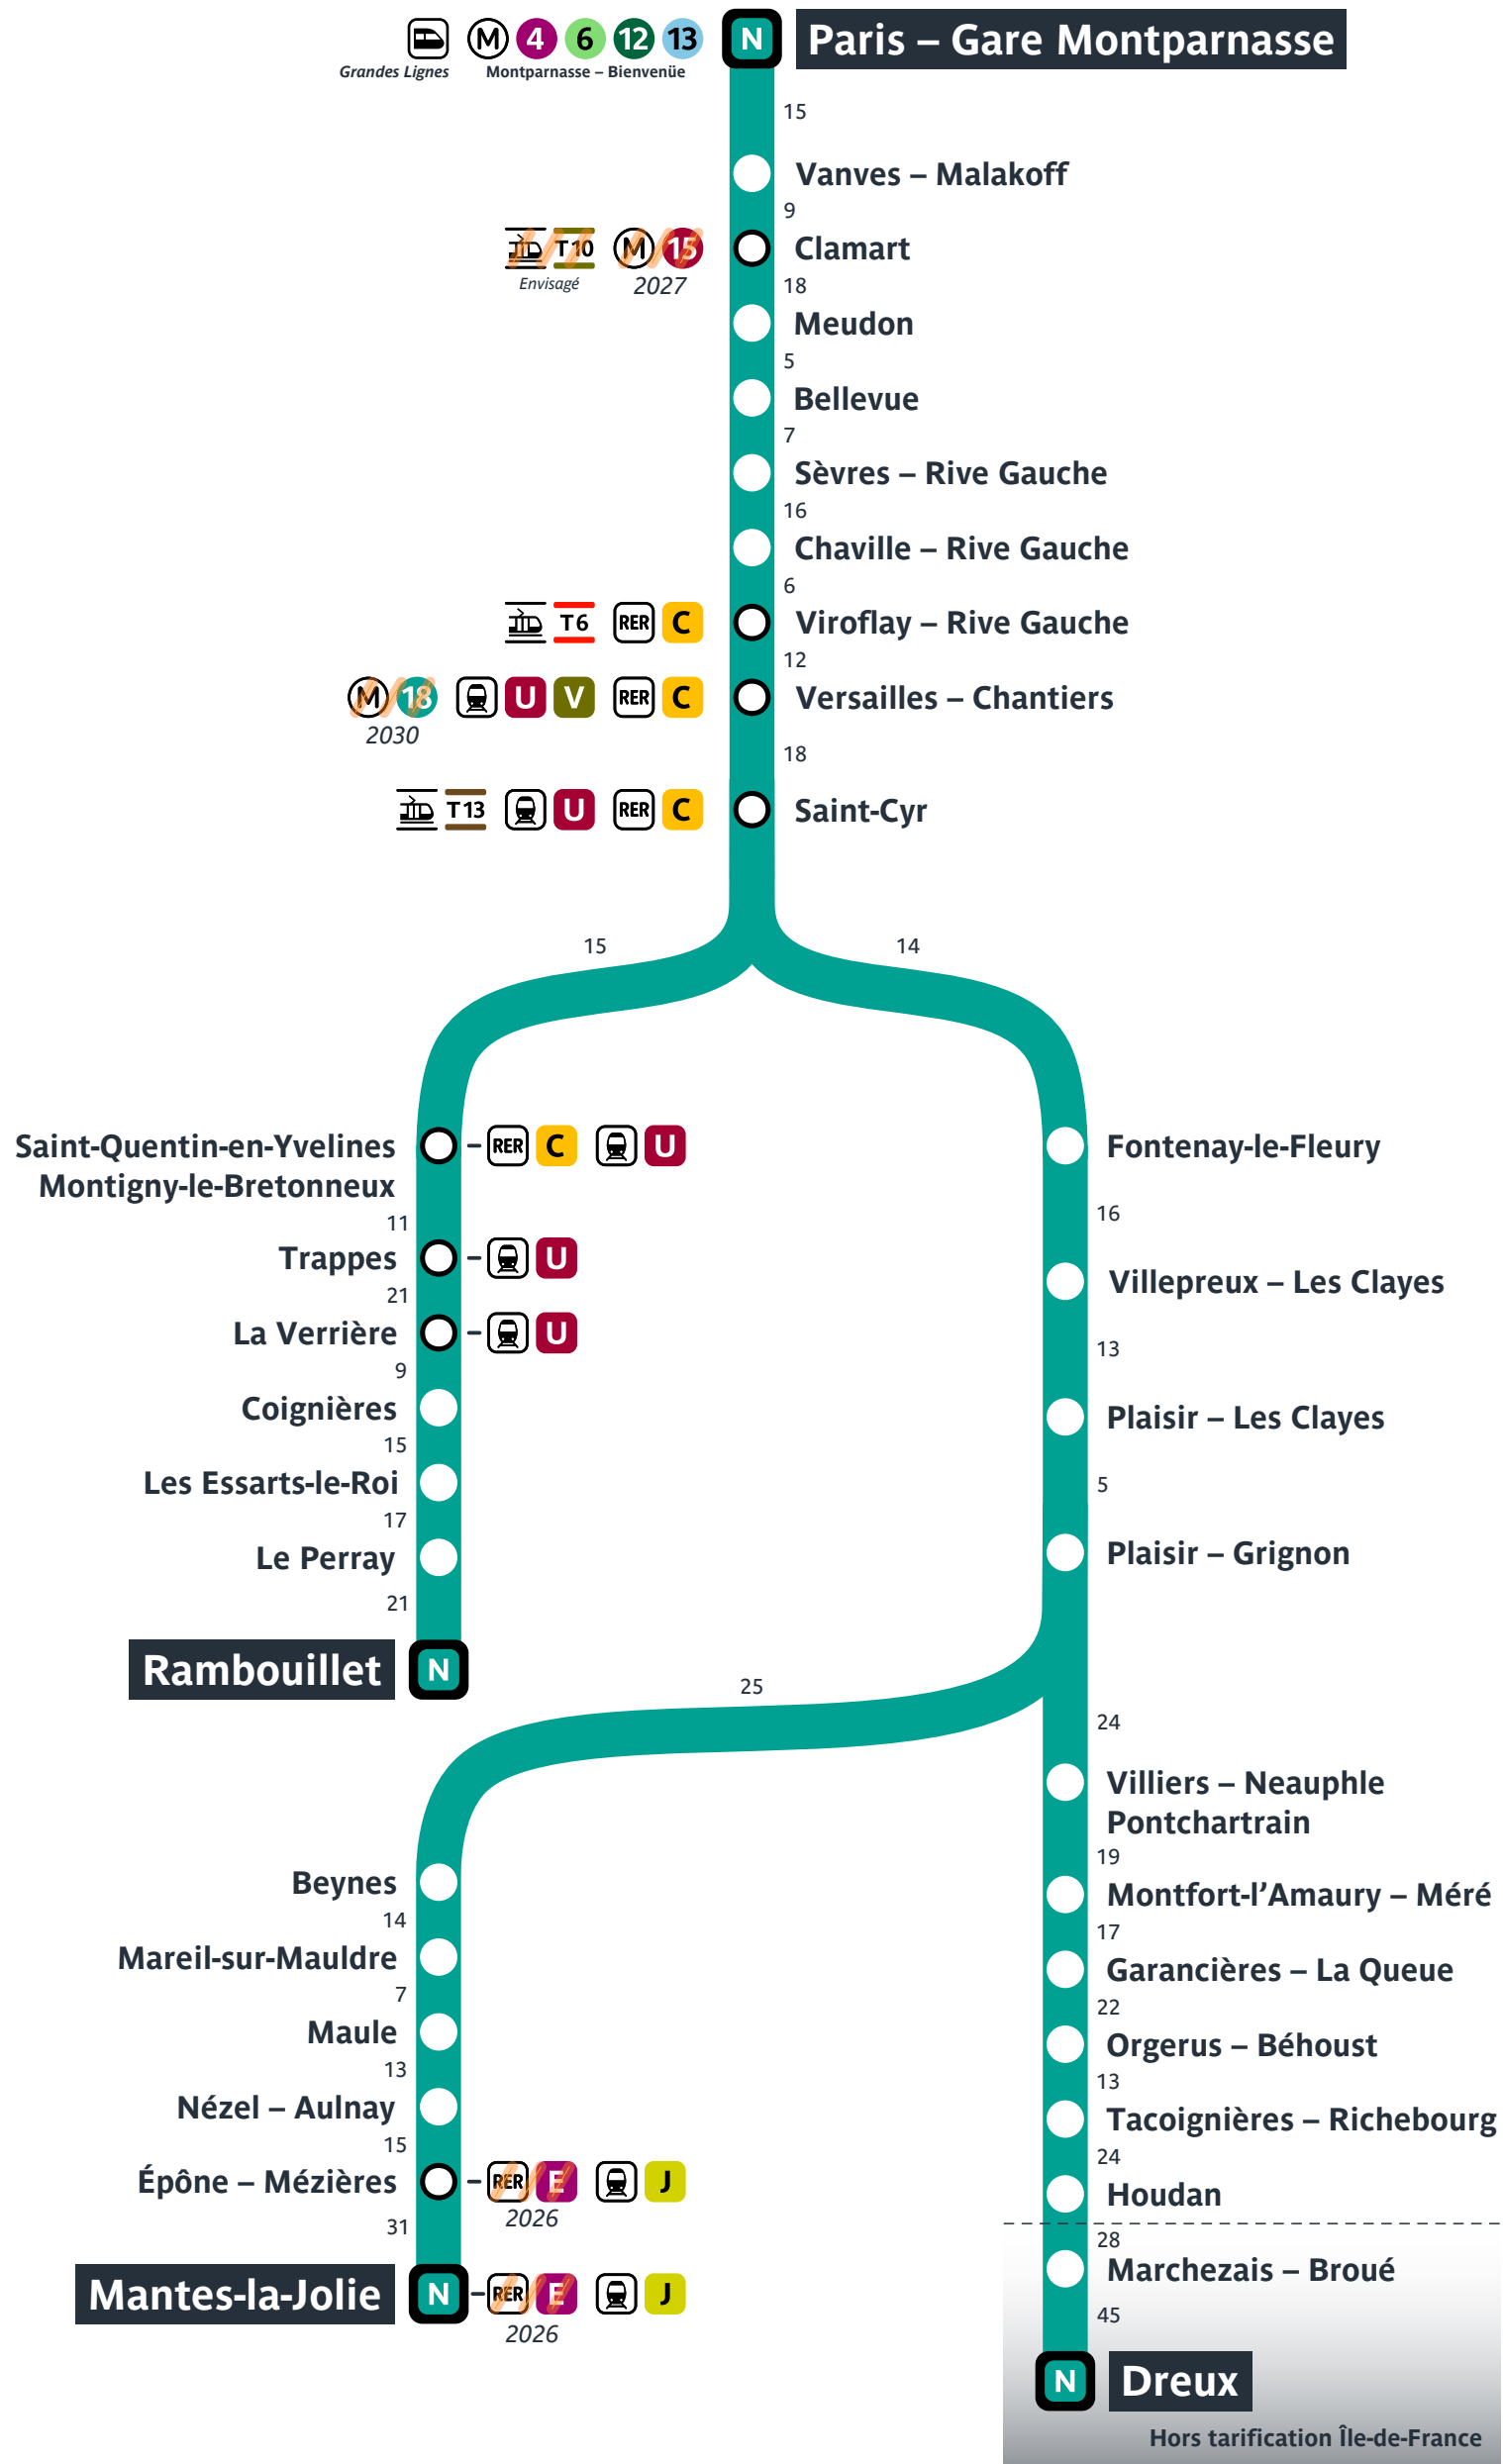 M 4 6 12 13 N Paris – Gare Montparnasse
Grandes Lignes Montparnasse – Bienvenüe
15
Vanves – Malakoff
9
T10 M 15 Clamart
Envisagé 2027
18
Meudon
5
Bellevue
7
Sèvres – Rive Gauche
16
Chaville – Rive Gauche
6
T6 RER C Viroflay – Rive Gauche
12
M 18 U V RER C Versailles – Chantiers
2030
18
T13 U RER C Saint-Cyr
15
14
Saint-Quentin-en-Yvelines RER C U
Montigny-le-Bretonneux
11
Trappes U
21
La Verrière U
9
Coignières
15
Les Essarts-le-Roi
17
Le Perray
21
Rambouillet N
Fontenay-le-Fleury
16
Villepreux – Les Clayes
13
Plaisir – Les Clayes
5
Plaisir – Grignon
25
Beynes
14
Mareil-sur-Mauldre
7
Maule
13
Nézel – Aulnay
15
Épône – Mézières RER E J
2026
31
Mantes-la-Jolie N RER E J
2026
24
Villiers – Neauphle
Pontchartrain
19
Montfort-l’Amaury – Méré
17
Garancières – La Queue
22
Orgerus – Béhoust
13
Tacoignières – Richebourg
24
Houdan
28
Marchezais – Broué
45
N Dreux
Hors tarification Île-de-France